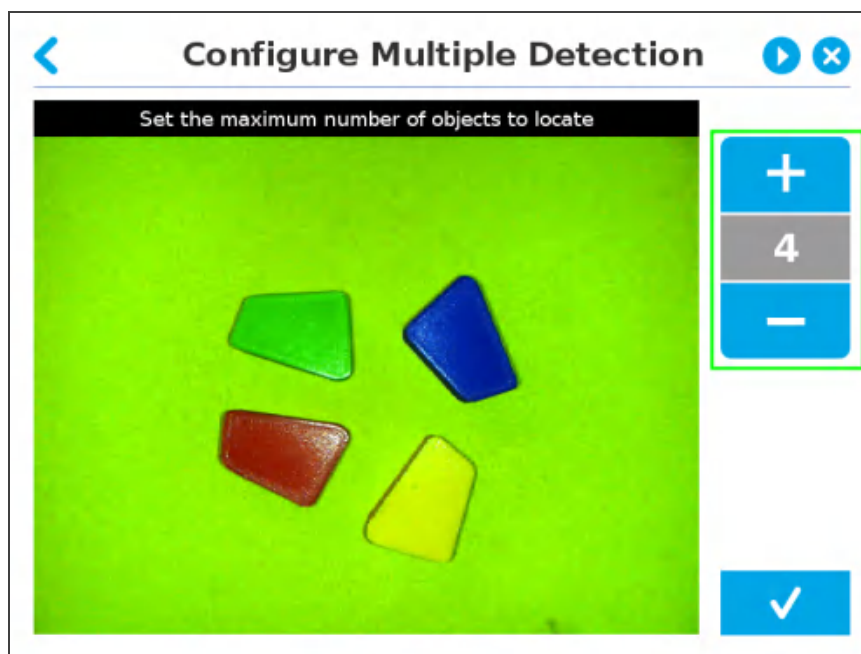 Configure Multiple Detection
Set the maximum number of objects to locate
+
4
−